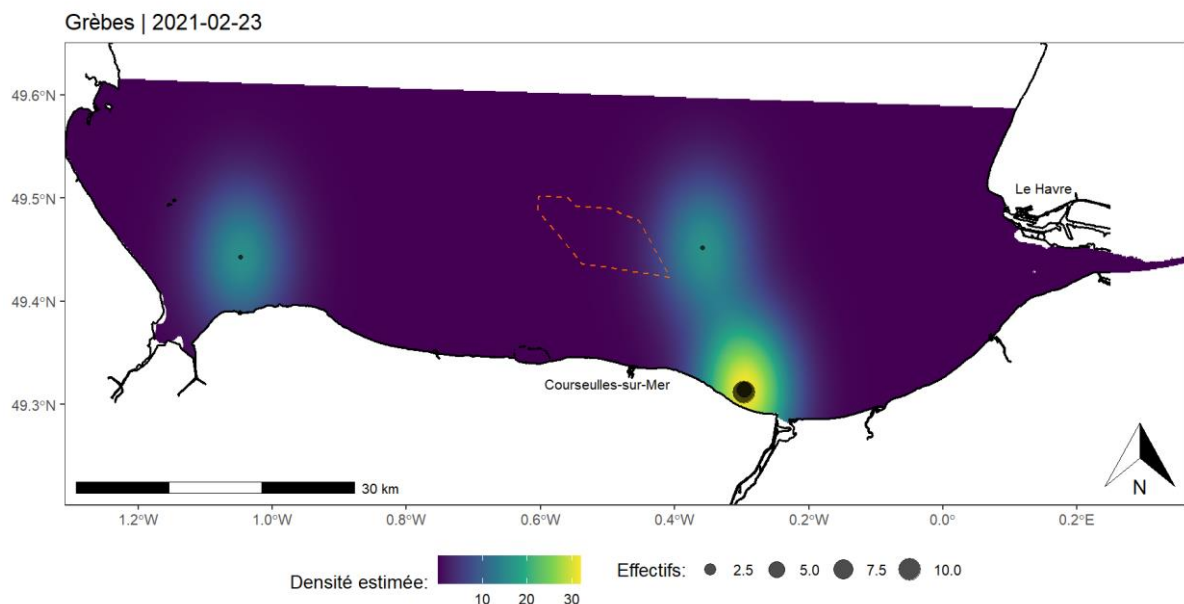 Grèbes | 2021-02-23
49.6°N
49.5°N
Le Havre
49.4°N
Courseulles-sur-Mer
49.3°N
30 km
N
1.2°W 1.0°W 0.8°W 0.6°W 0.4°W 0.2°W 0.0° 0.2°E
Densité estimée: 10 20 30 Effectifs: 2.5 5.0 7.5 10.0